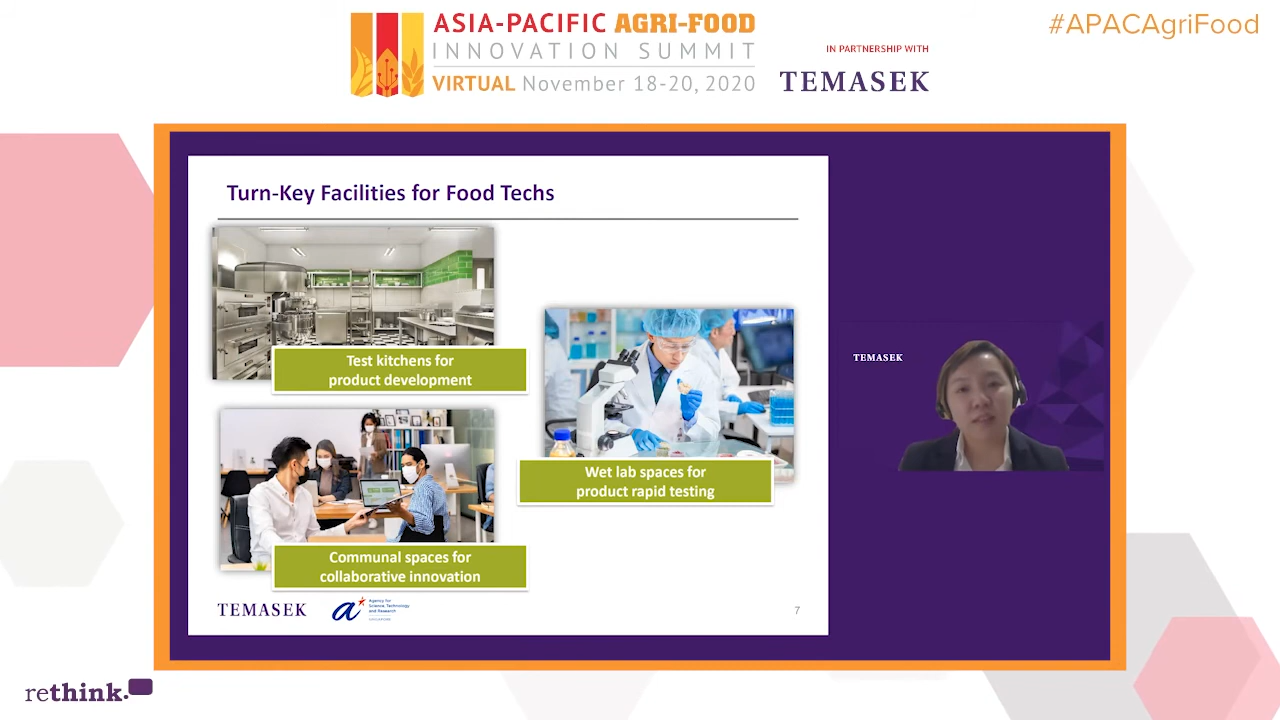 ASIA-PACIFIC AGRI-FOOD
INNOVATION SUMMIT
VIRTUAL November 18-20, 2020
IN PARTNERSHIP WITH
TEMASEK
#APACAgriFood
Turn-Key Facilities for Food Techs
Test kitchens for
product development
Wet lab spaces for
product rapid testing
Communal spaces for
collaborative innovation
TEMASEK
Agency for
Science, Technology
and Research
SINGAPORE
7
TEMASEK
rethink.